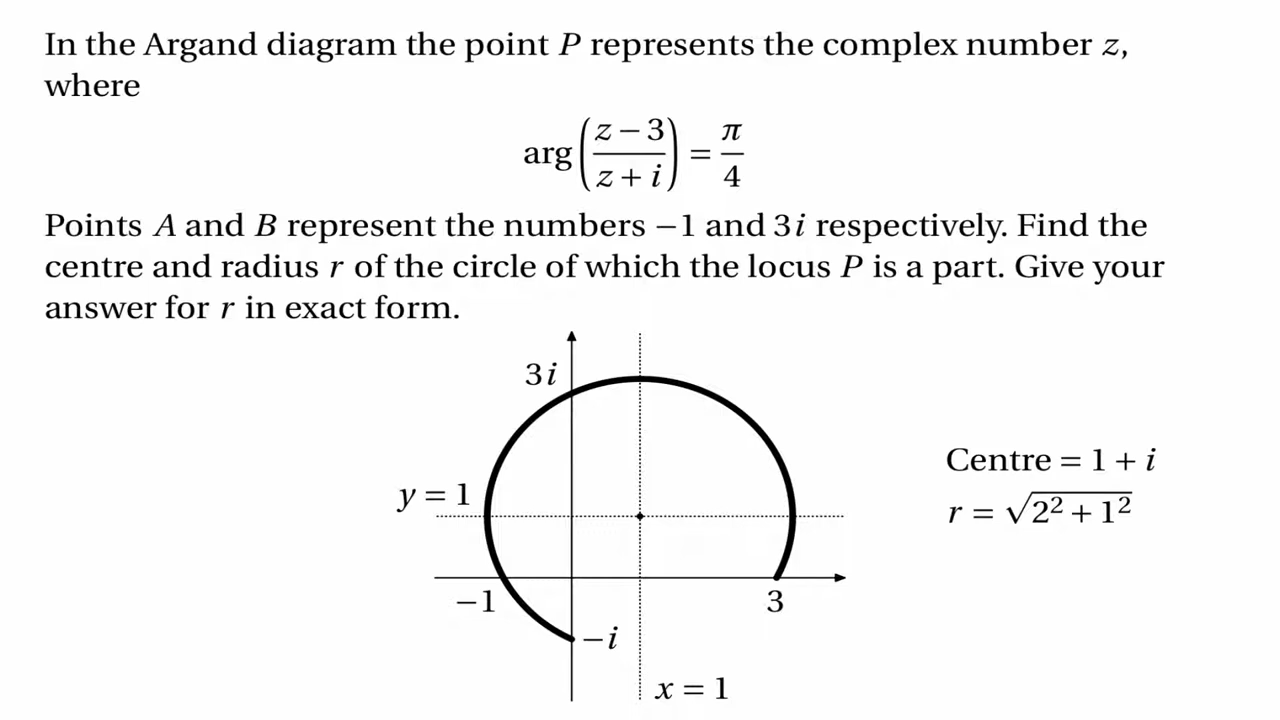 In the Argand diagram the point P represents the complex number z,
where
arg((z − 3)/(z + i)) = π/4
Points A and B represent the numbers −1 and 3i respectively. Find the
centre and radius r of the circle of which the locus P is a part. Give your
answer for r in exact form.
3i
y = 1
Centre = 1 + i
r = √(2² + 1²)
−1
3
−i
x = 1